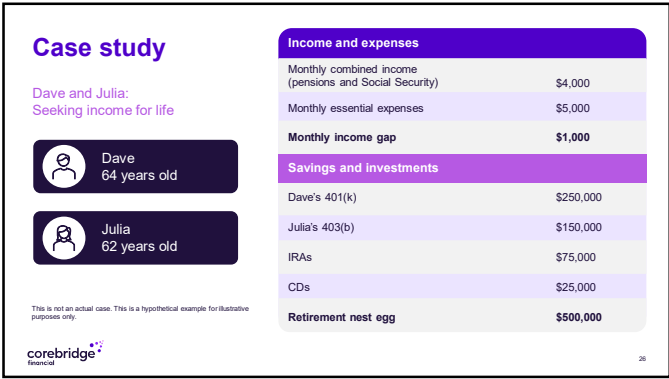 Case study
Dave and Julia:
Seeking income for life
Dave
64 years old
Julia
62 years old
This is not an actual case. This is a hypothetical example for illustrative
purposes only.
corebridge
financial
Income and expenses
Monthly combined income
(pensions and Social Security) $4,000
Monthly essential expenses $5,000
Monthly income gap $1,000
Savings and investments
Dave's 401(k) $250,000
Julia's 403(b) $150,000
IRAs $75,000
CDs $25,000
Retirement nest egg $500,000
26